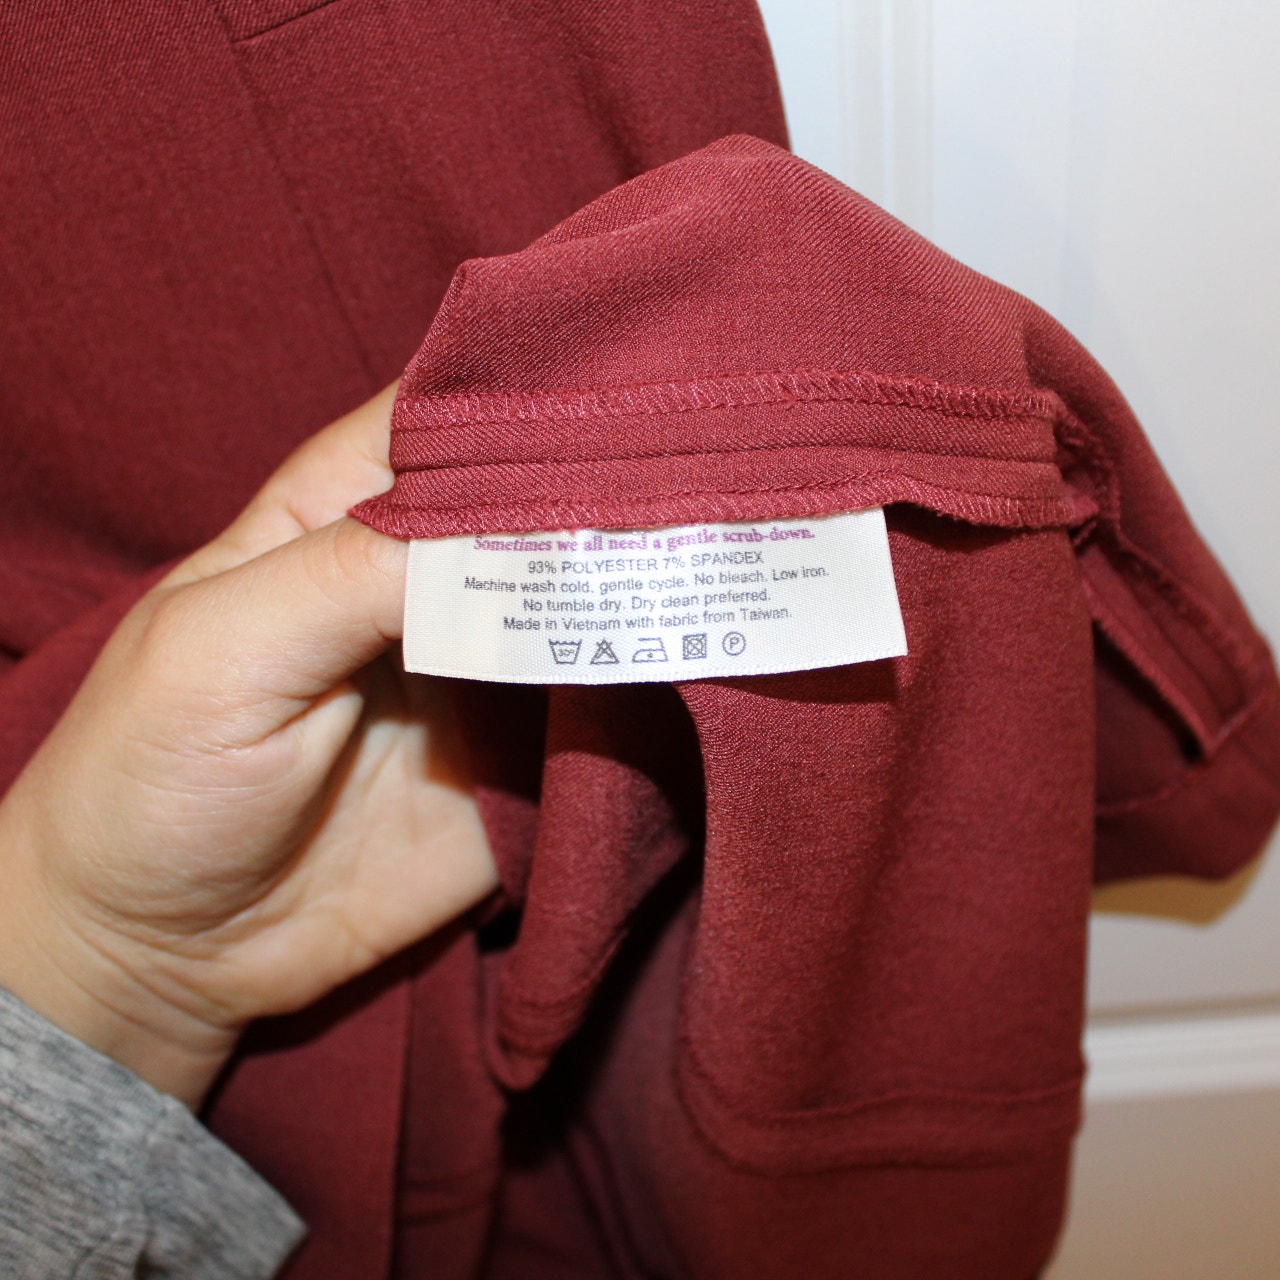 Sometimes we all need a gentle scrub-down.
93% POLYESTER 7% SPANDEX
Machine wash cold, gentle cycle. No bleach. Low iron.
No tumble dry. Dry clean preferred.
Made in Vietnam with fabric from Taiwan.
30° P